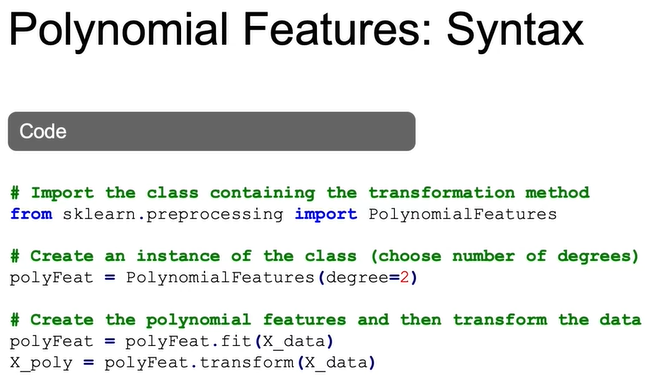 Polynomial Features: Syntax
Code
# Import the class containing the transformation method
from sklearn.preprocessing import PolynomialFeatures
# Create an instance of the class (choose number of degrees)
polyFeat = PolynomialFeatures(degree=2)
# Create the polynomial features and then transform the data
polyFeat = polyFeat.fit(X_data)
X_poly = polyFeat.transform(X_data)